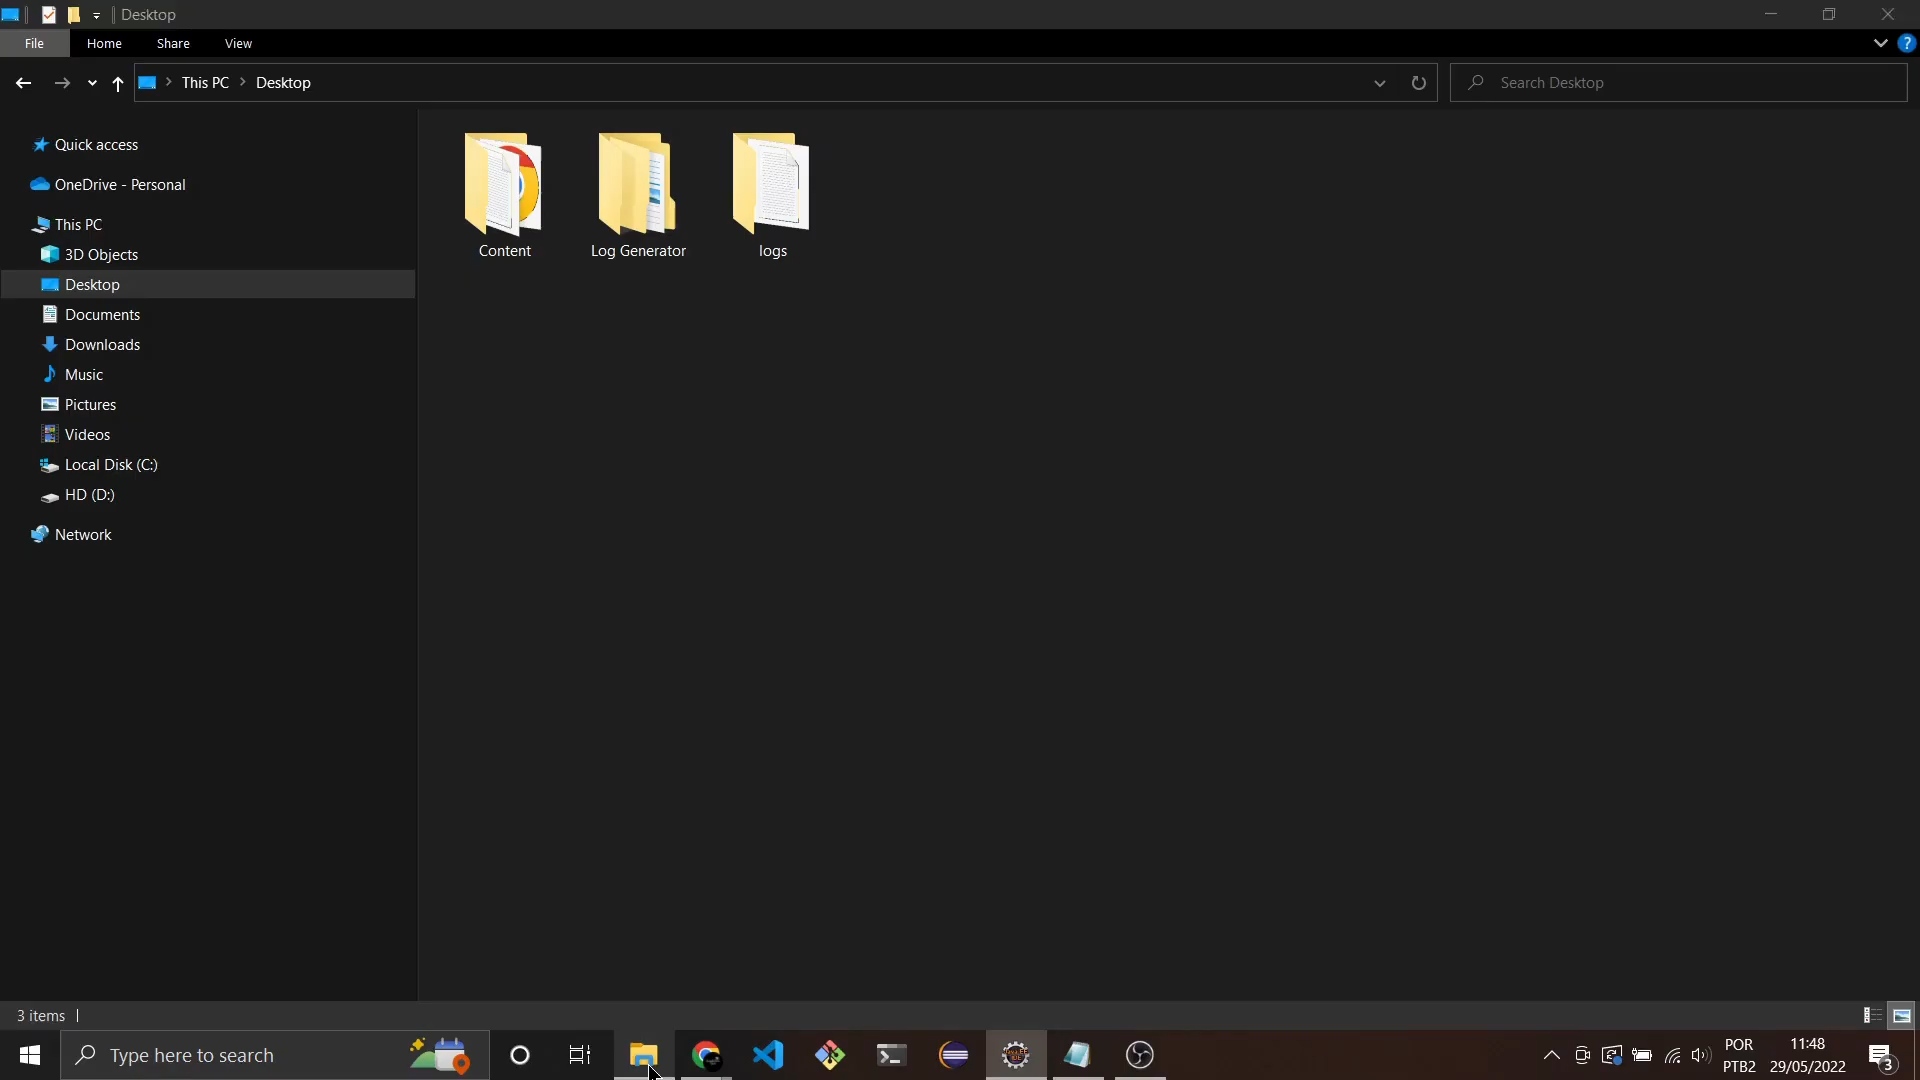 Desktop
File
Home
Share
View
This PC
Desktop
Search Desktop
Quick access
OneDrive - Personal
This PC
3D Objects
Desktop
Documents
Downloads
Music
Pictures
Videos
Local Disk (C:)
HD (D:)
Network
Content
Log Generator
logs
3 items
Type here to search
POR
PTB2
11:48
29/05/2022
3